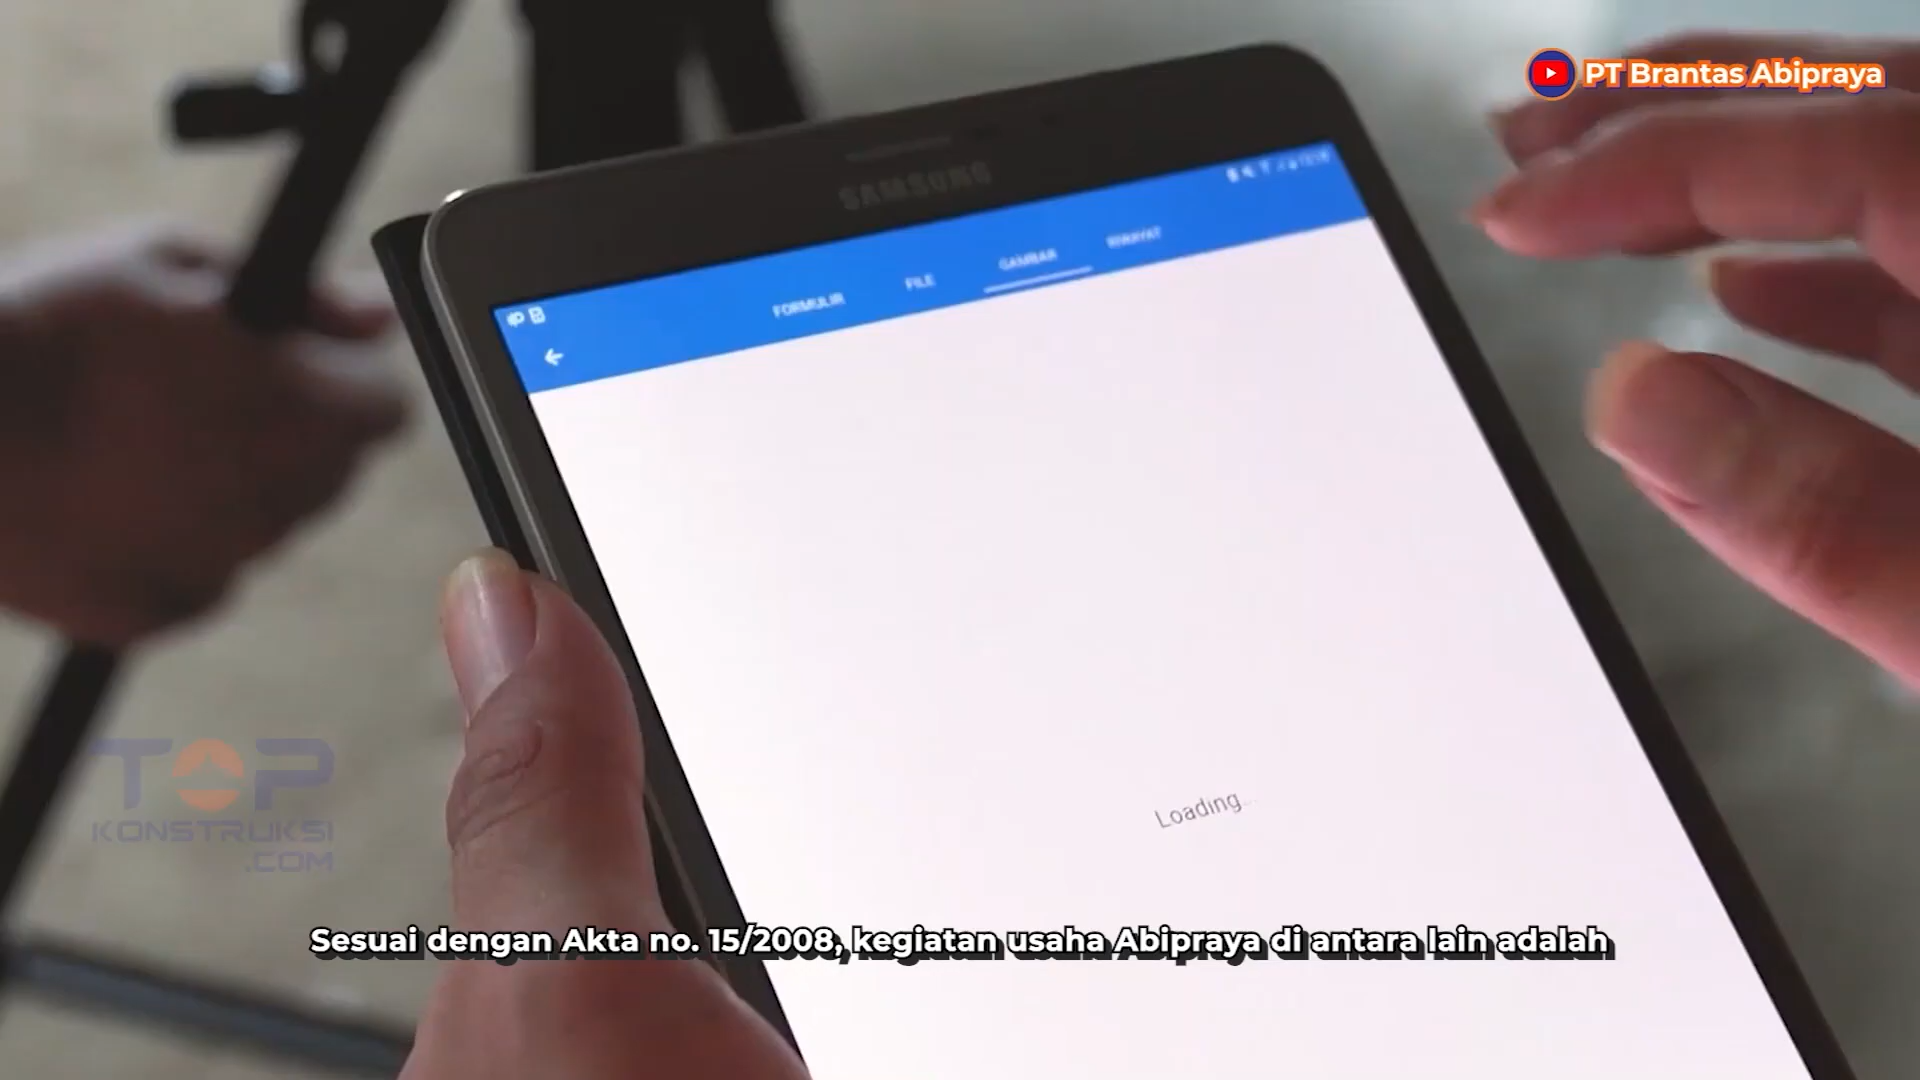 PT Brantas Abipraya
SAMSUNG
FORMULIR
FILE
GAMBAR
RIWAYAT
Loading...
TOP
KONSTRUKSI
.COM
Sesuai dengan Akta no. 15/2008, kegiatan usaha Abipraya di antara lain adalah